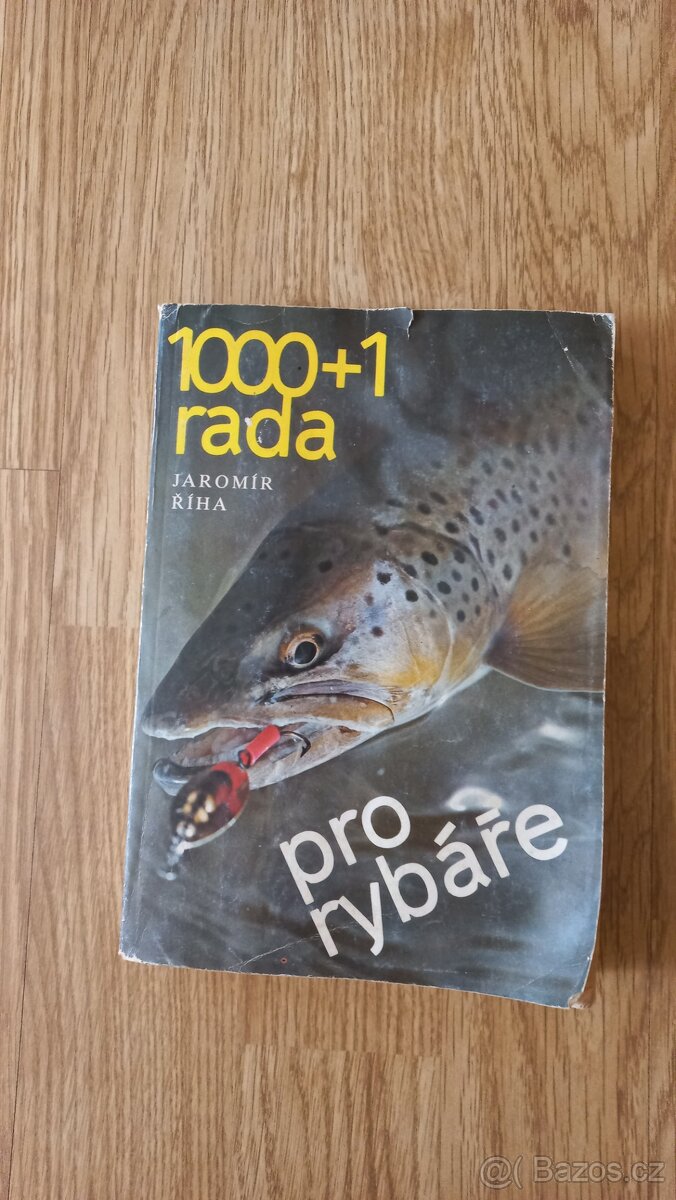 1000+1
rada
JAROMÍR
ŘÍHA
pro
rybáře
@( Bazos.cz